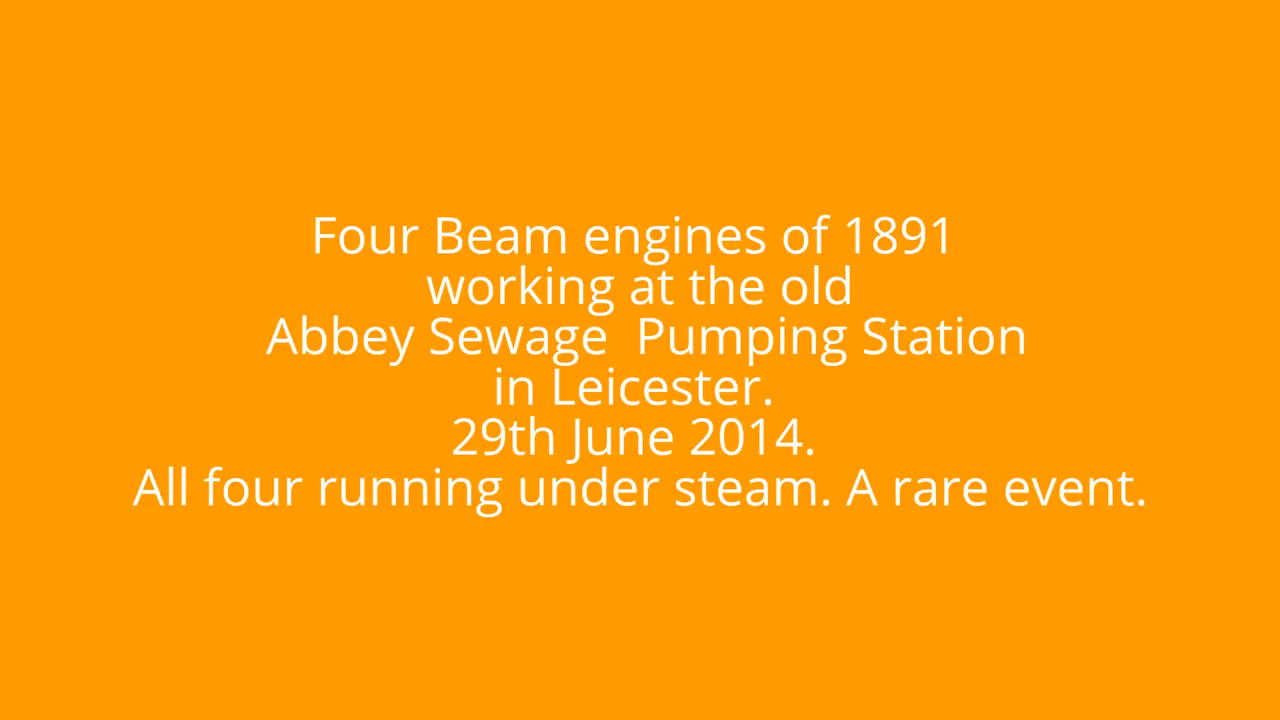 Four Beam engines of 1891
working at the old
Abbey Sewage  Pumping Station
in Leicester.
29th June 2014.
All four running under steam. A rare event.